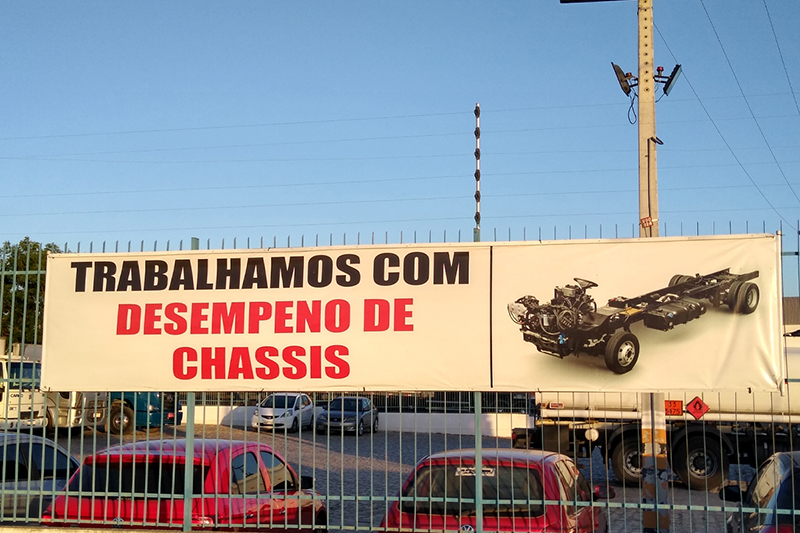 TRABALHAMOS COM
DESEMPENO DE
CHASSIS